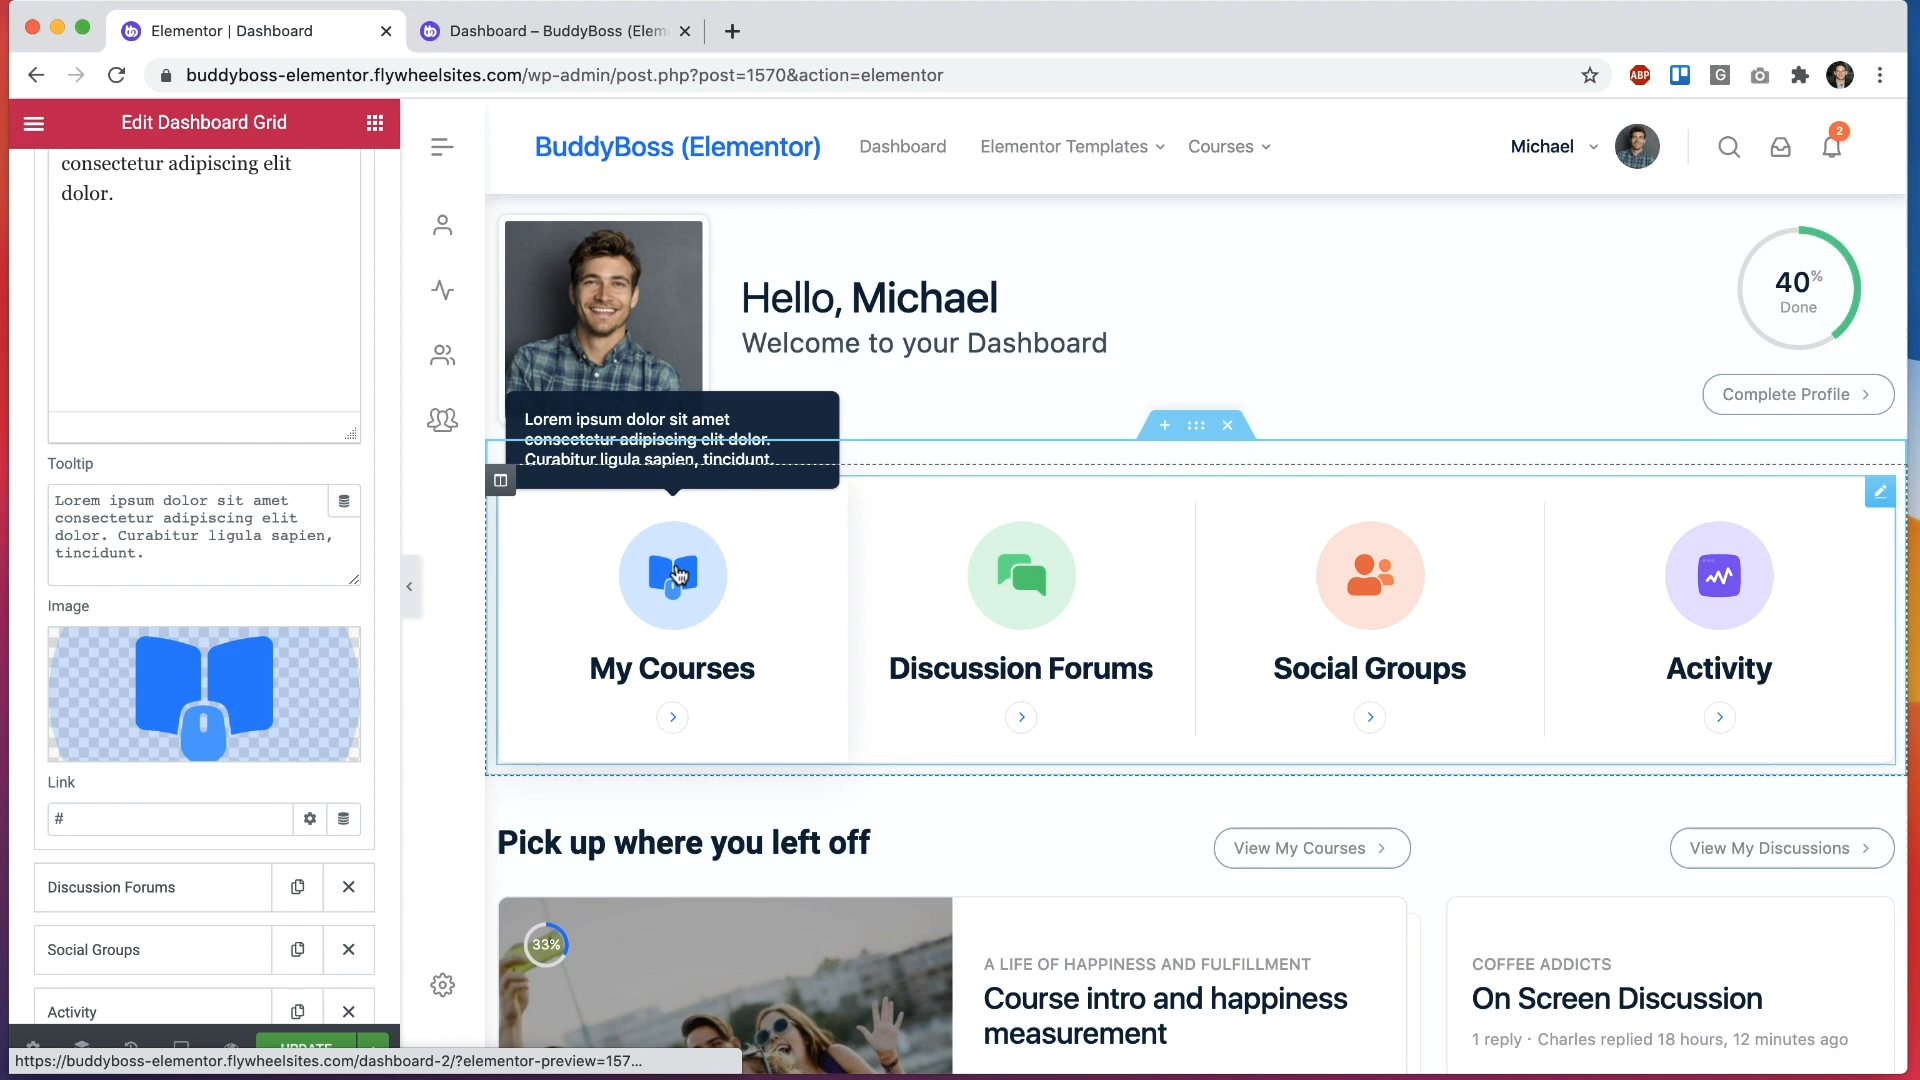 Elementor | Dashboard
Dashboard – BuddyBoss (Elem
buddyboss-elementor.flywheelsites.com/wp-admin/post.php?post=1570&action=elementor
ABP
G
Edit Dashboard Grid
consectetur adipiscing elit
dolor.
Tooltip
Lorem ipsum dolor sit amet
consectetur adipiscing elit
dolor. Curabitur ligula sapien,
tincidunt.
Image
Link
#
Discussion Forums
Social Groups
Activity
UPDATE
https://buddyboss-elementor.flywheelsites.com/dashboard-2/?elementor-preview=157...
BuddyBoss (Elementor)
Dashboard
Elementor Templates
Courses
Michael
2
Hello, Michael
Welcome to your Dashboard
40%
Done
Complete Profile
Lorem ipsum dolor sit amet
consectetur adipiscing elit dolor.
Curabitur ligula sapien, tincidunt.
My Courses
Discussion Forums
Social Groups
Activity
Pick up where you left off
View My Courses
View My Discussions
33%
A LIFE OF HAPPINESS AND FULFILLMENT
Course intro and happiness
measurement
COFFEE ADDICTS
On Screen Discussion
1 reply · Charles replied 18 hours, 12 minutes ago